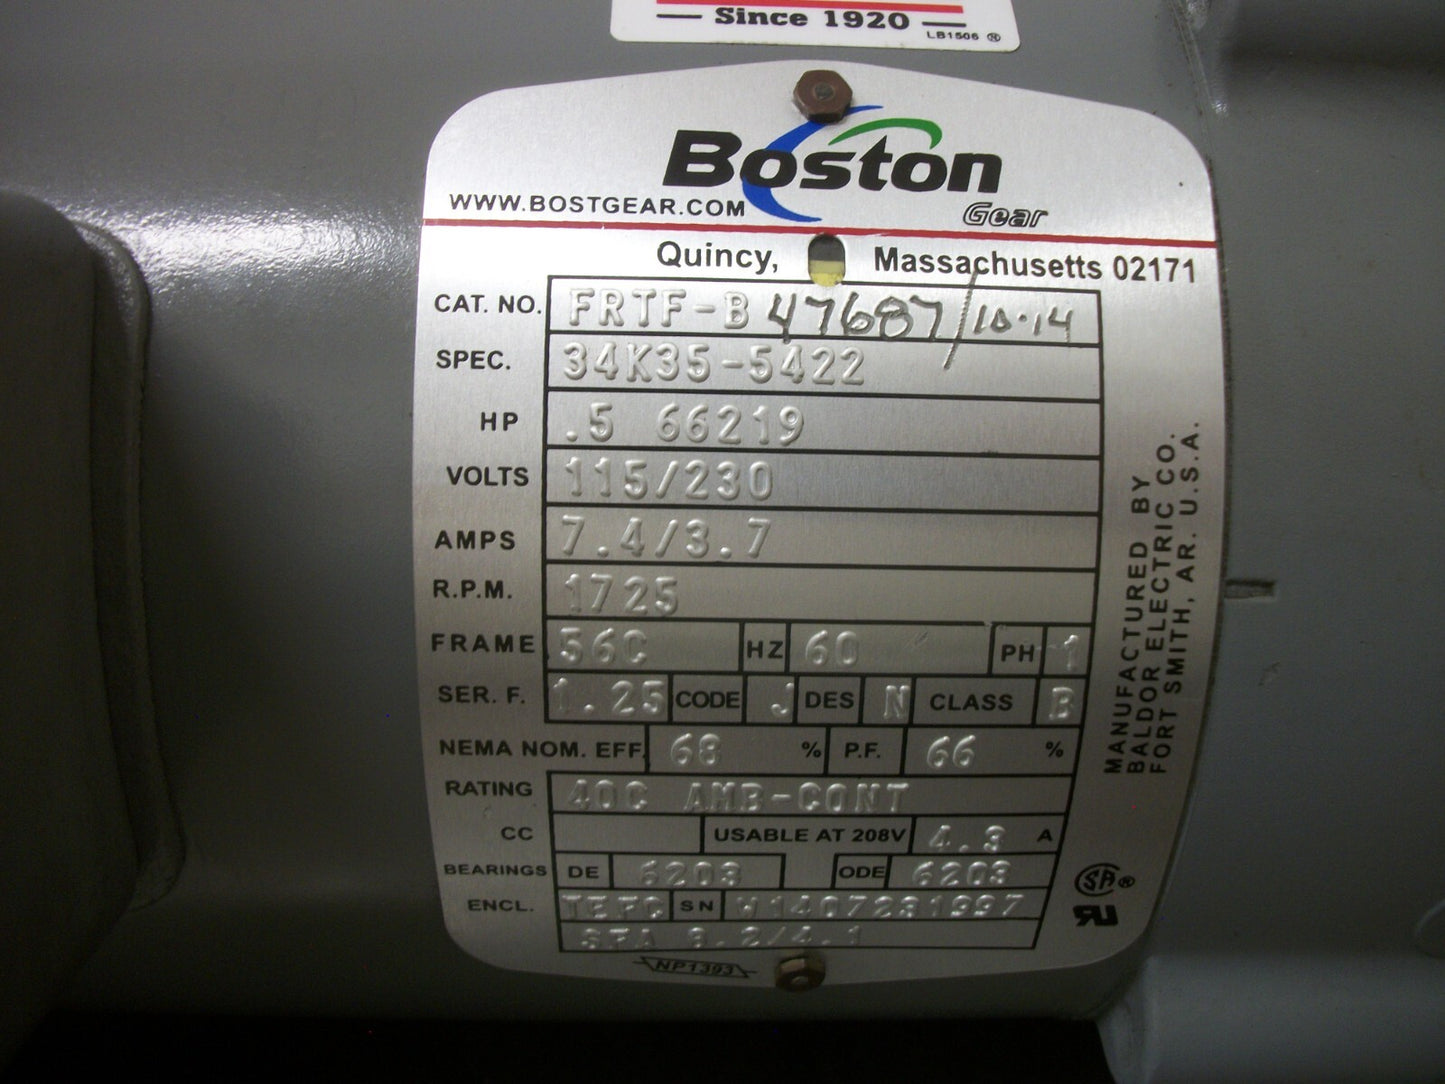 Since 1920
LB1506 ®
Boston
Gear
WWW.BOSTGEAR.COM
Quincy, Massachusetts 02171
CAT. NO. FRTF-B 47687/10.14
SPEC. 34K35-5422
HP .5 66219
VOLTS 115/230
AMPS 7.4/3.7
R.P.M. 1725
FRAME 56C HZ 60 PH 1
SER. F. 1.25 CODE J DES N CLASS B
NEMA NOM. EFF. 68 % P.F. 66 %
RATING 40C AMB-CONT
CC USABLE AT 208V 4.3 A
BEARINGS DE 6203 ODE 6203
ENCL. TEFC SN W1407231997
SFA 8.2/4.1
NP1393
MANUFACTURED BY
BALDOR ELECTRIC CO.
FORT SMITH, AR. U.S.A.
SA ®
RU